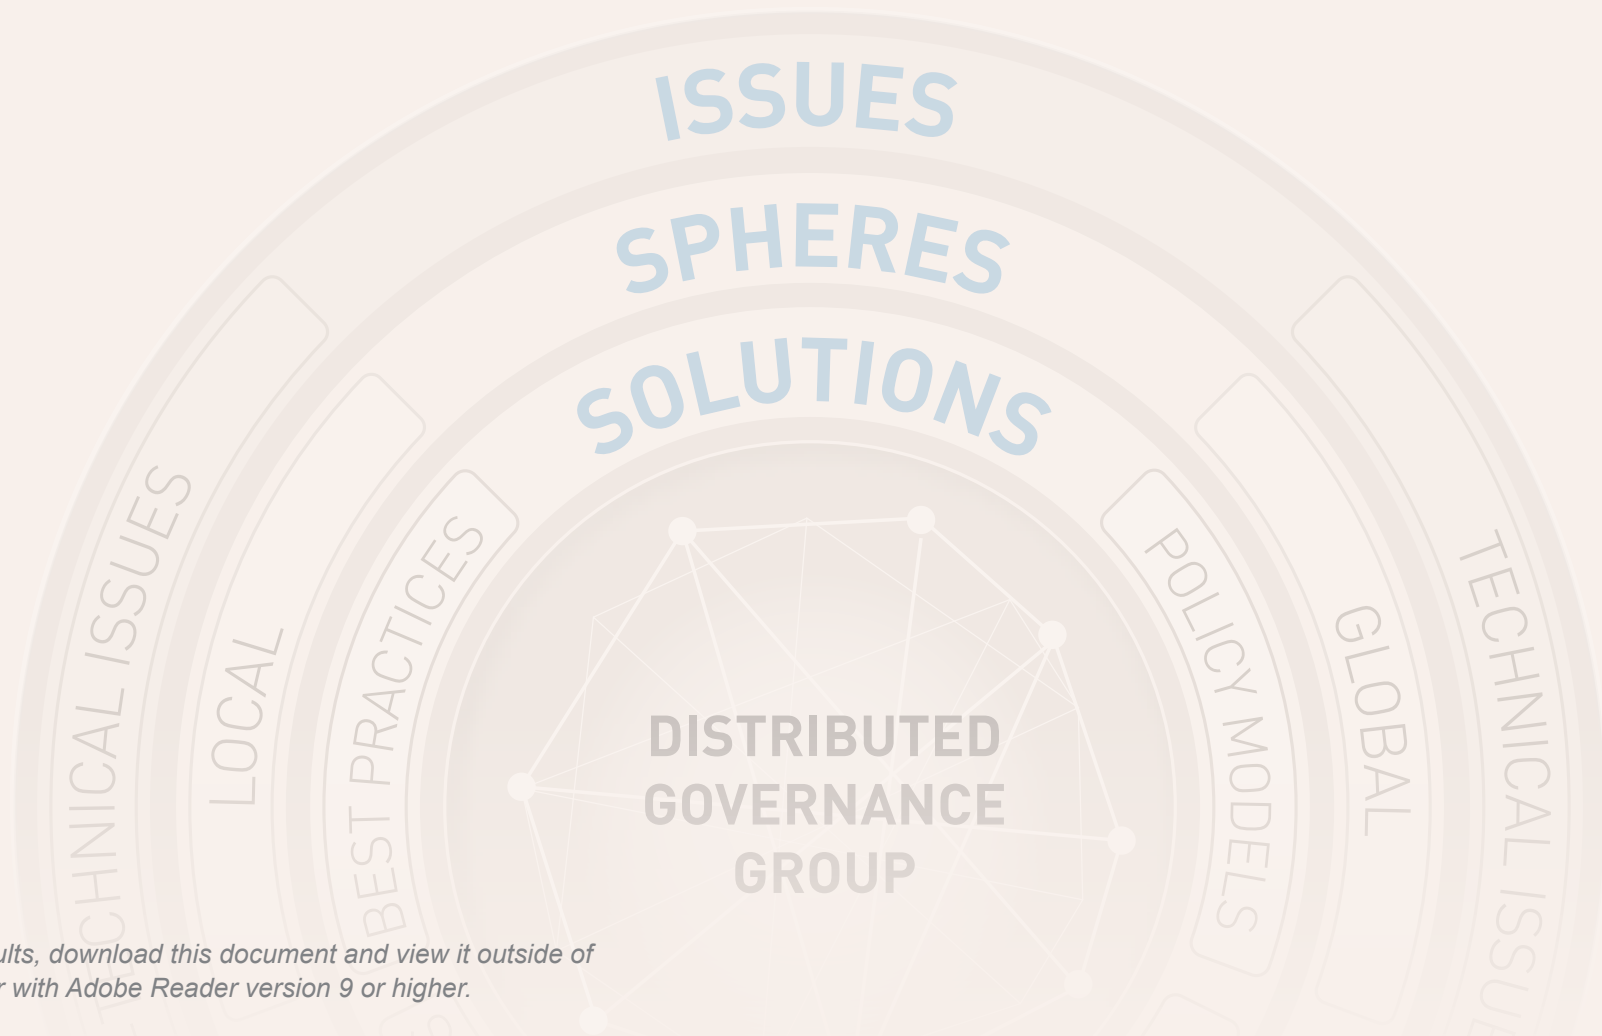 ISSUES
SPHERES
SOLUTIONS
TECHNICAL ISSUES
LOCAL
BEST PRACTICES
POLICY MODELS
GLOBAL
TECHNICAL
DISTRIBUTED
GOVERNANCE
GROUP
download this document and view it outside of
with Adobe Reader version 9 or higher.